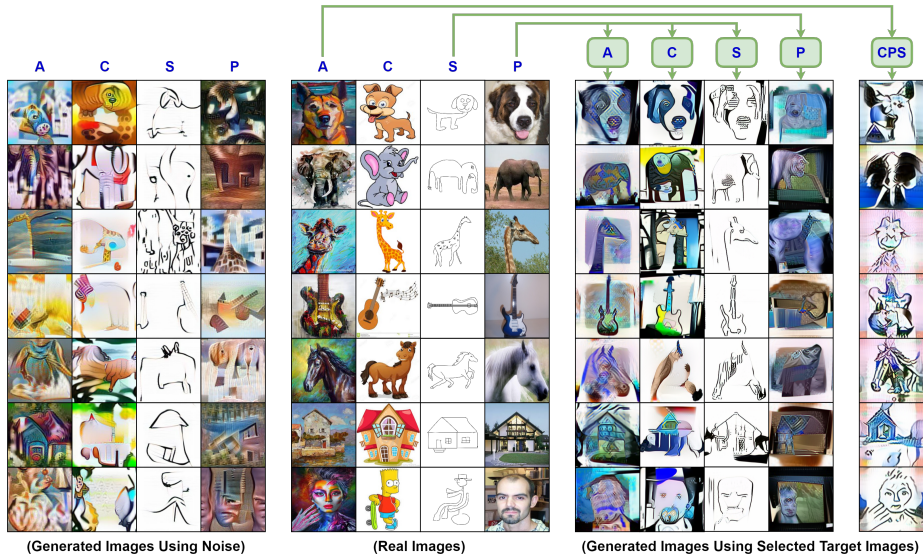 A C S P
A C S P
A C S P CPS
(Generated Images Using Noise)
(Real Images)
(Generated Images Using Selected Target Images)